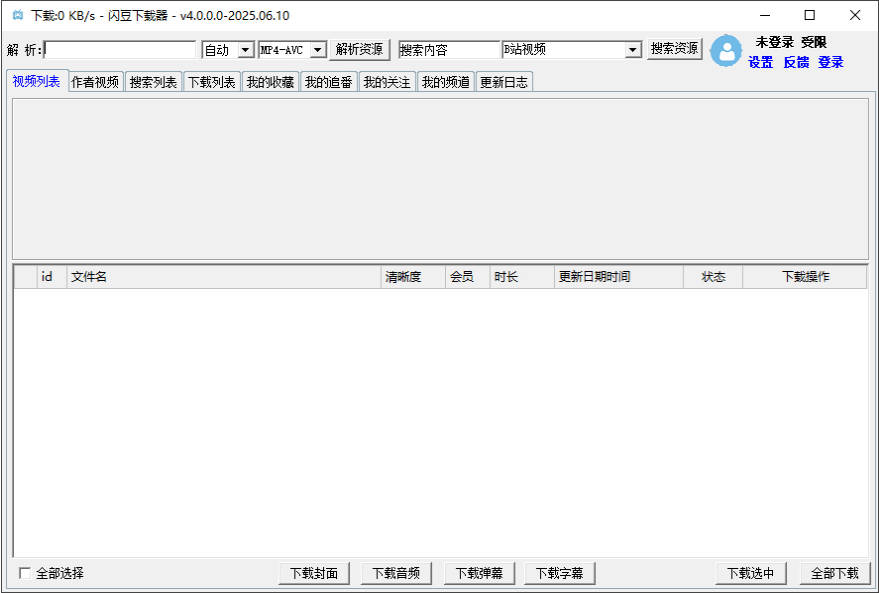 下载:0 KB/s - 闪豆下载器 - v4.0.0.0-2025.06.10
解 析: 自动 MP4-AVC 解析资源 搜索内容 B站视频 搜索资源 未登录 受限
设置 反馈 登录
视频列表 作者视频 搜索列表 下载列表 我的收藏 我的追番 我的关注 我的频道 更新日志
id 文件名 清晰度 会员 时长 更新日期时间 状态 下载操作
全部选择 下载封面 下载音频 下载弹幕 下载字幕 下载选中 全部下载